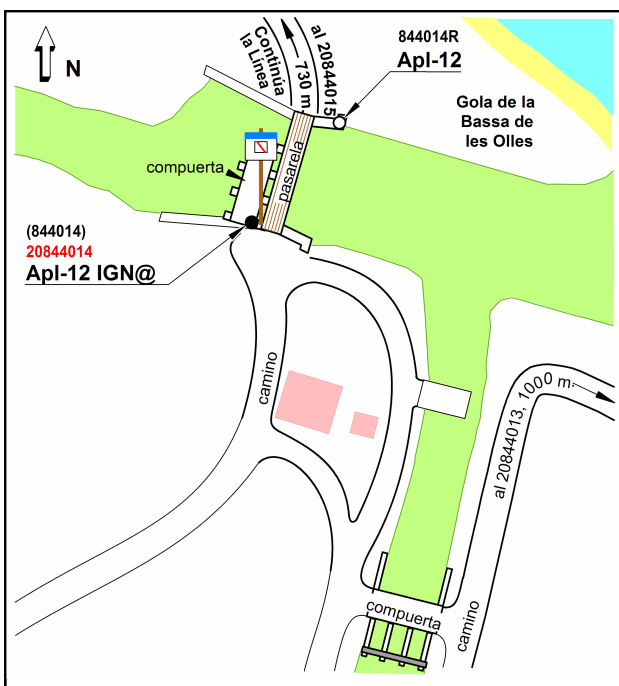 N
Continúa
la Línea
730 m.
al 20844015
844014R
Apl-12
Gola de la
Bassa de
les Olles
compuerta
pasarela
(844014)
20844014
Apl-12 IGN@
camino
al 20844013, 1000 m.
compuerta
camino